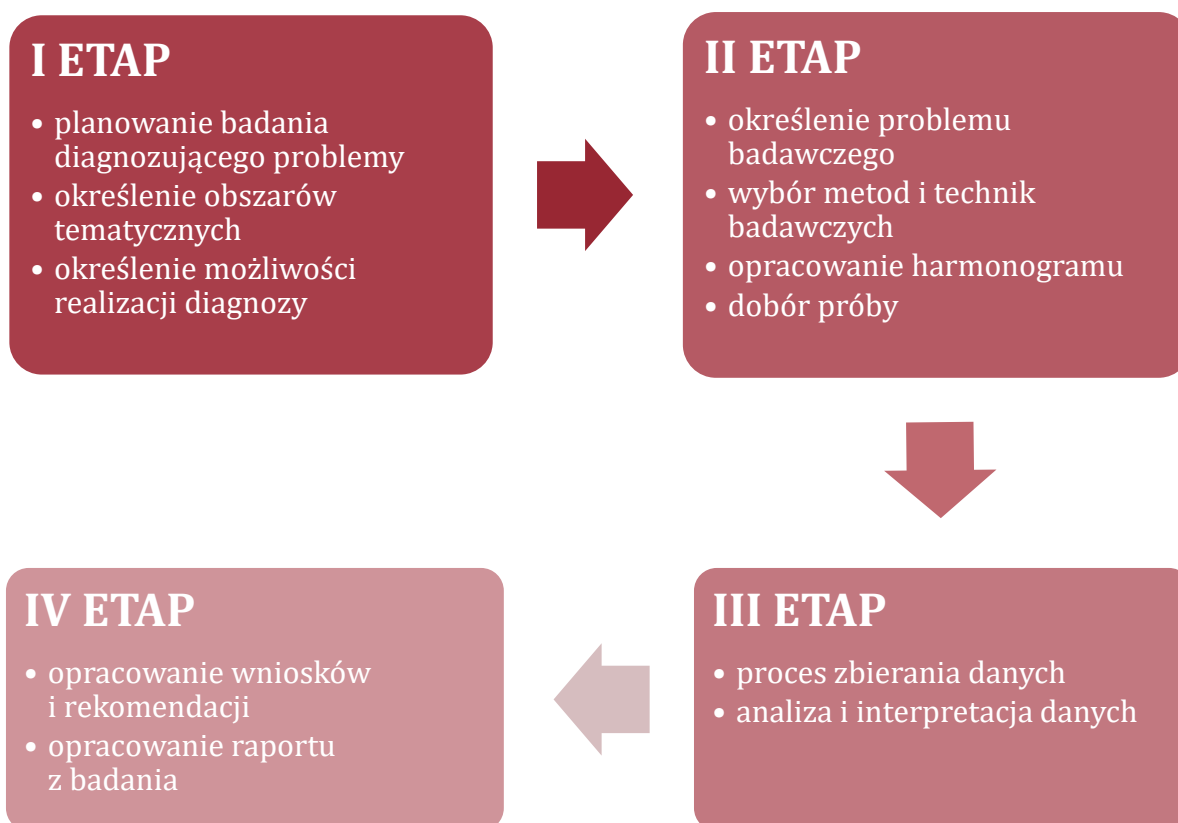 I ETAP
• planowanie badania
diagnozującego problemy
• określenie obszarów
tematycznych
• określenie możliwości
realizacji diagnozy
II ETAP
• określenie problemu
badawczego
• wybór metod i technik
badawczych
• opracowanie harmonogramu
• dobór próby
III ETAP
• proces zbierania danych
• analiza i interpretacja danych
IV ETAP
• opracowanie wniosków
i rekomendacji
• opracowanie raportu
z badania